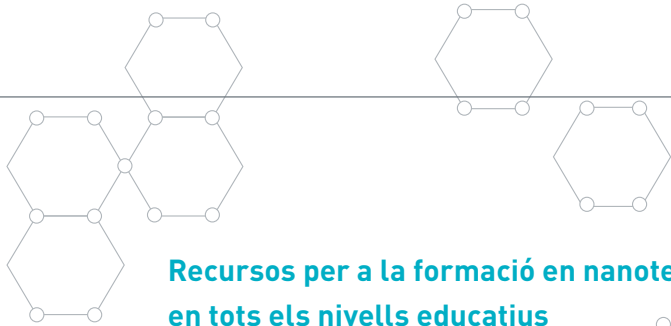 Recursos per a la formació en nanote
en tots els nivells educatius